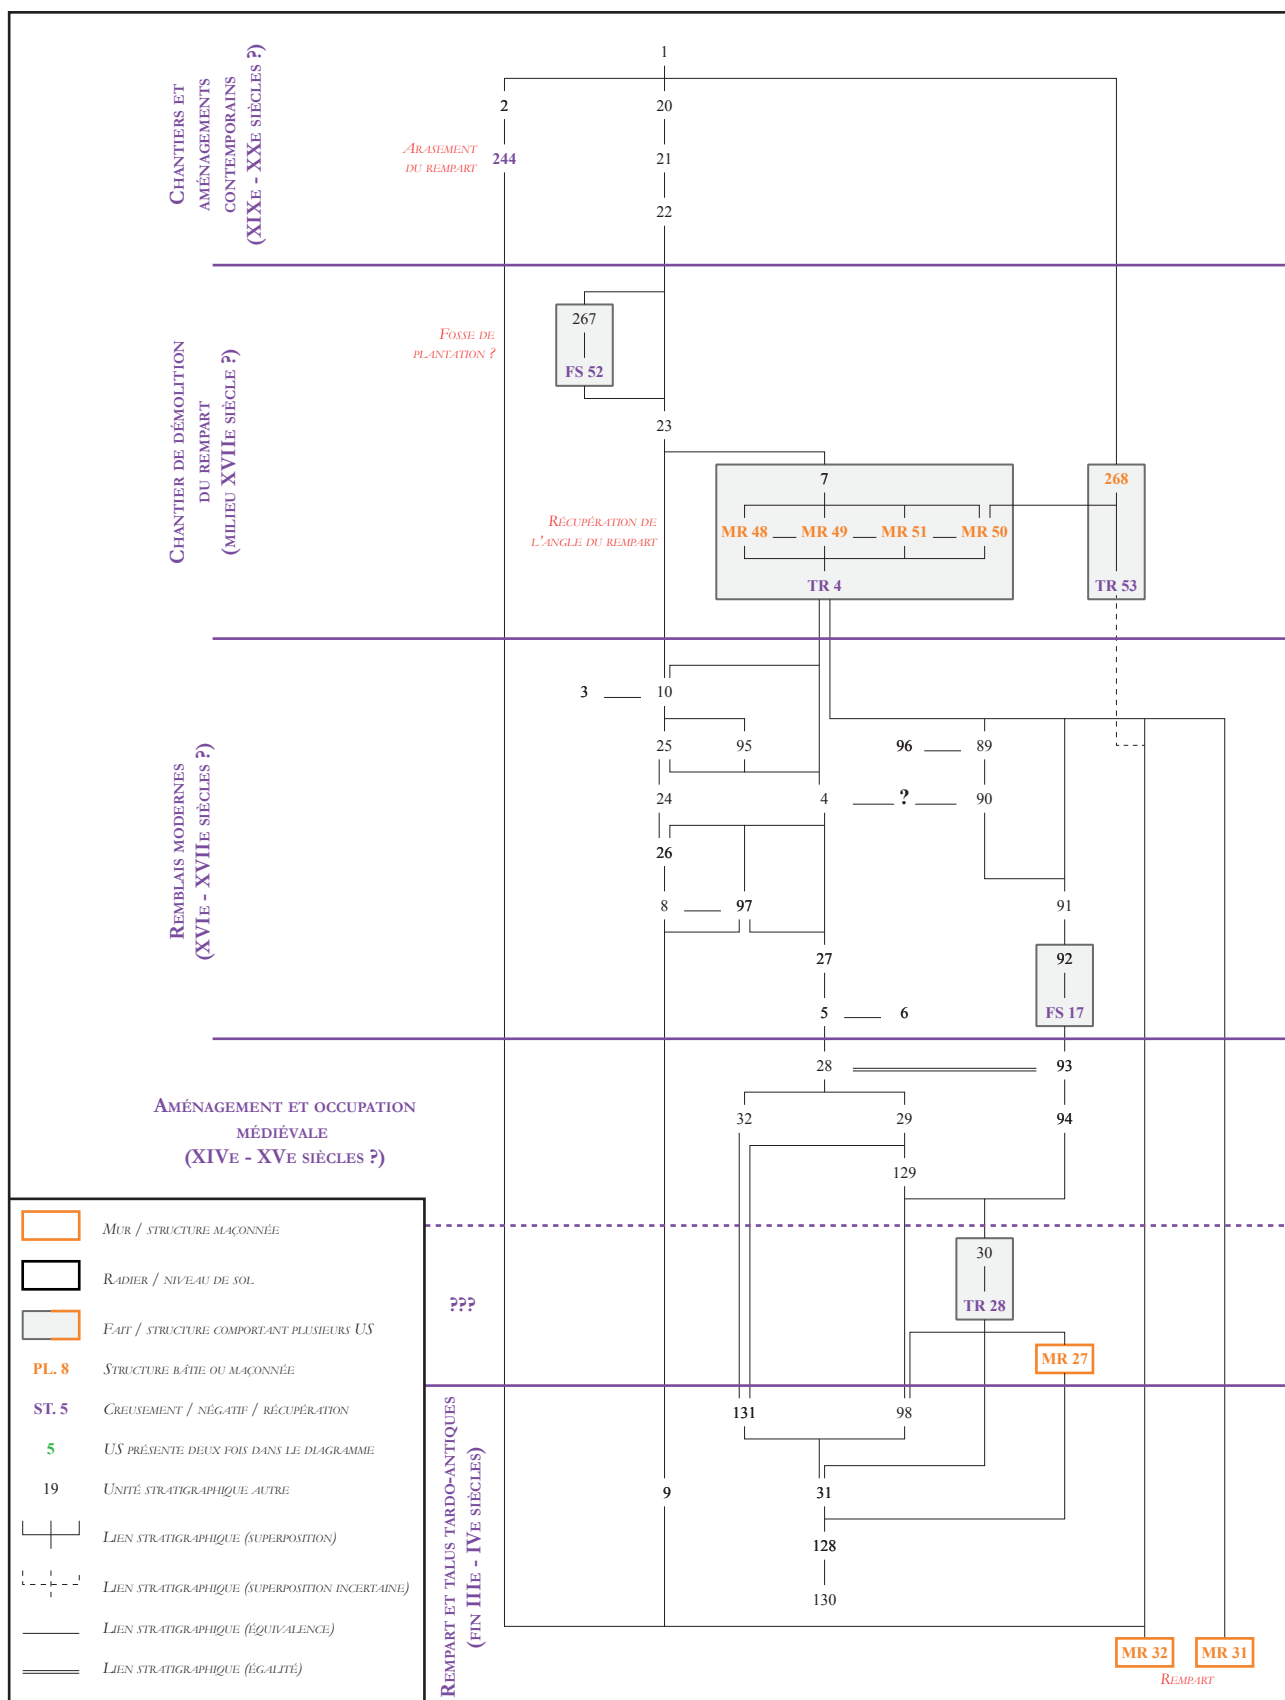 1
2
20
Chantiers et
aménagements
contemporains
(XIXe - XXe siècles ?)
Arasement
du rempart
244
21
22
Chantier de démolition
du rempart
(milieu XVIIe siècle ?)
Fosse de
plantation ?
267
FS 52
23
7
268
Récupération de
l'angle du rempart
MR 48
MR 49
MR 51
MR 50
TR 4
TR 53
Remblais modernes
(XVIe - XVIIe siècles ?)
3
10
25
95
96
89
24
4
?
90
26
8
97
91
27
92
5
6
FS 17
Aménagement et occupation
médiévale
(XIVe - XVe siècles ?)
28
93
32
29
94
129
???
30
TR 28
MR 27
Rempart et talus tardo-antiques
(fin IIIe - IVe siècles)
131
98
9
31
128
130
MR 32
MR 31
Rempart
Mur / structure maçonnée
Radier / niveau de sol
Fait / structure comportant plusieurs US
PL. 8 Structure bâtie ou maçonnée
ST. 5 Creusement / négatif / récupération
5 US présente deux fois dans le diagramme
19 Unité stratigraphique autre
Lien stratigraphique (superposition)
Lien stratigraphique (superposition incertaine)
Lien stratigraphique (équivalence)
Lien stratigraphique (égalité)